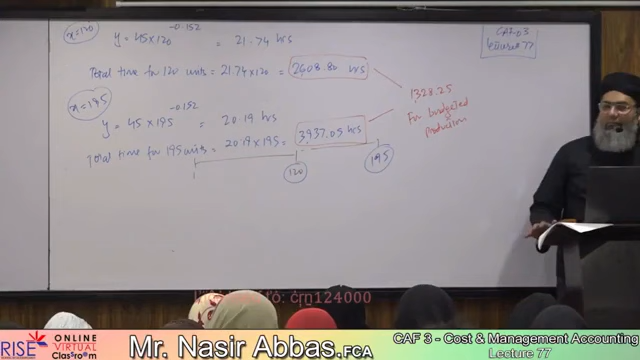 x=120
y = 45 x 120^-0.152 = 21.74 hrs
Total time for 120 units = 21.74 x 120 = 2608.80 hrs
x=195
y = 45 x 195^-0.152 = 20.19 hrs
Total time for 195 units = 20.19 x 195 = 3937.05 hrs
1328.25
For budgeted
production
120
195
CAF-03
Lecture 77
RISE
ONLINE
VIRTUAL
Classroom
Mr. Nasir Abbas.FCA
CAF 3 - Cost & Management Accounting
Lecture 77